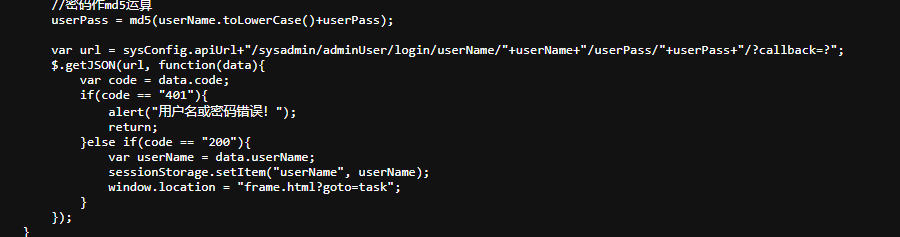 //密码作md5运算
userPass = md5(userName.toLowerCase()+userPass);
var url = sysConfig.apiUrl+"/sysadmin/adminUser/login/userName/"+userName+"/userPass/"+userPass+"/?callback=?";
$.getJSON(url, function(data){
var code = data.code;
if(code == "401"){
alert("用户名或密码错误! ");
return;
}else if(code == "200"){
var userName = data.userName;
sessionStorage.setItem("userName", userName);
window.location = "frame.html?goto=task";
}
});
}